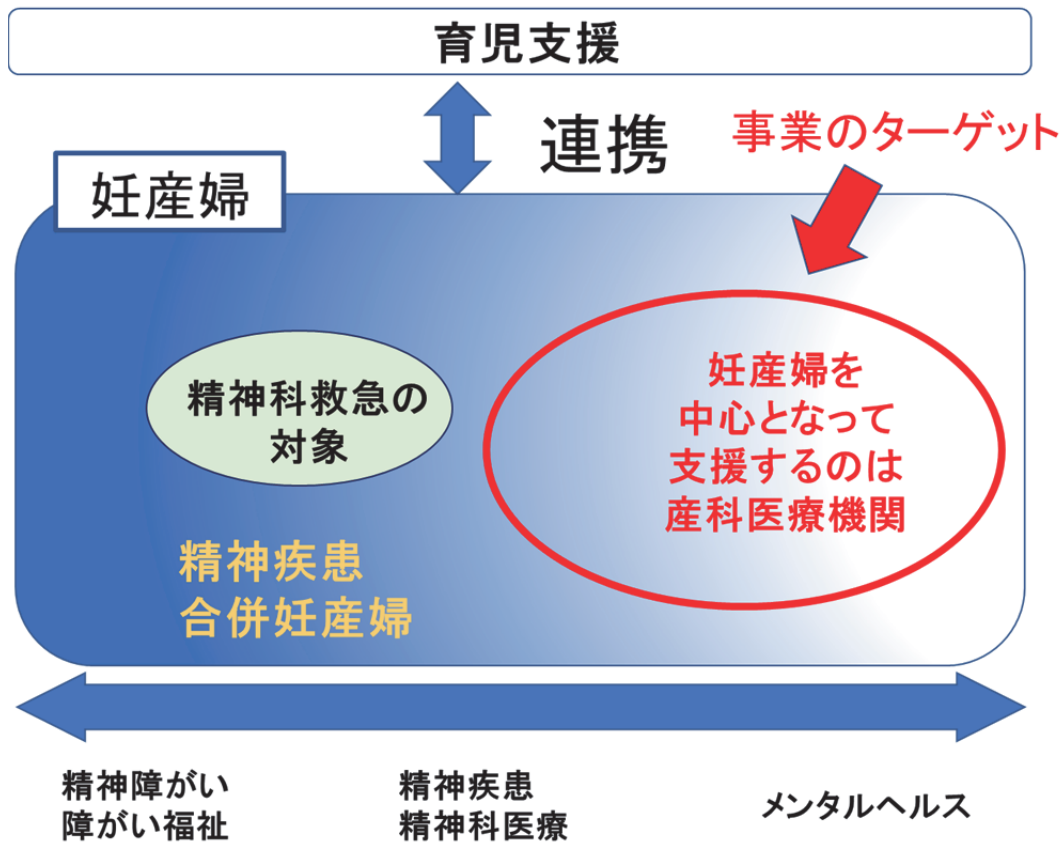 育児支援
連携
事業のターゲット
妊産婦
精神科救急の
対象
妊産婦を
中心となって
支援するのは
産科医療機関
精神疾患
合併妊産婦
精神障がい
障がい福祉
精神疾患
精神科医療
メンタルヘルス